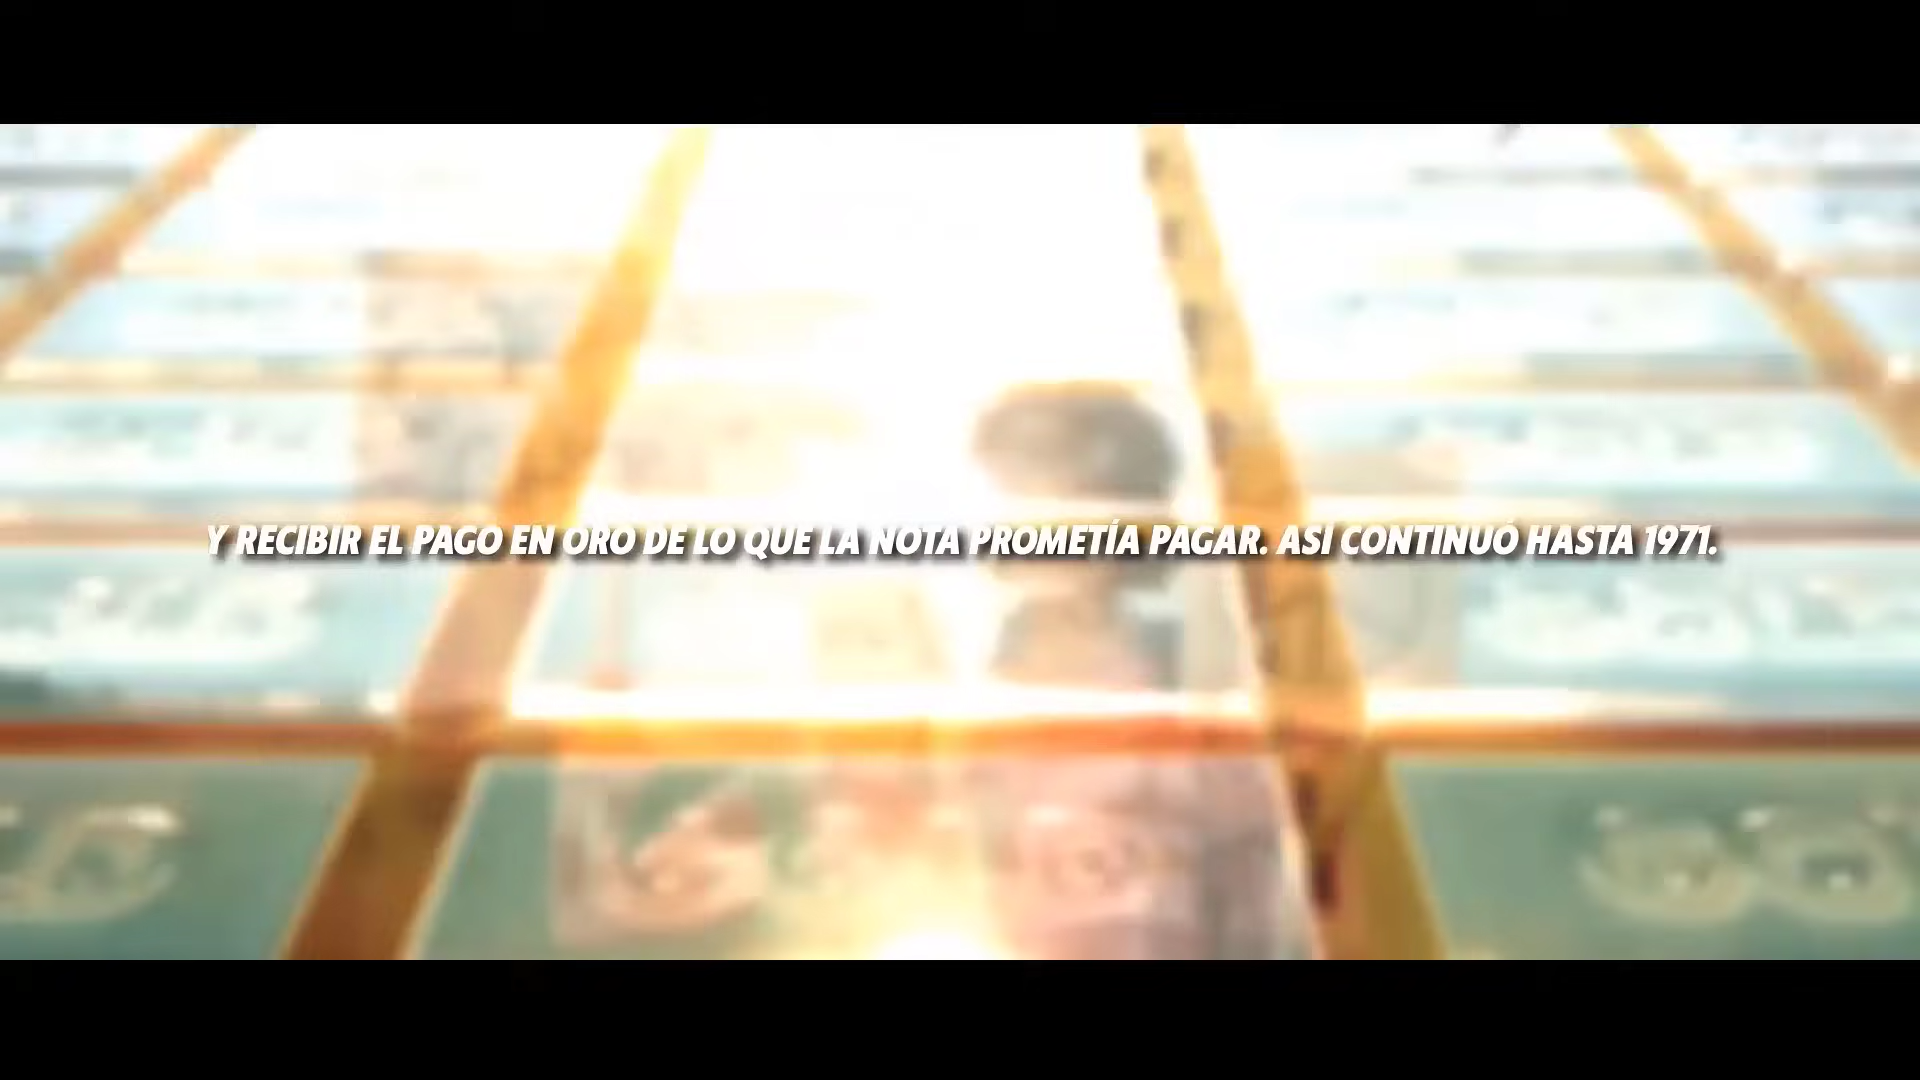 Y RECIBIR EL PAGO EN ORO DE LO QUE LA NOTA PROMETÍA PAGAR. ASÍ CONTINUÓ HASTA 1971.